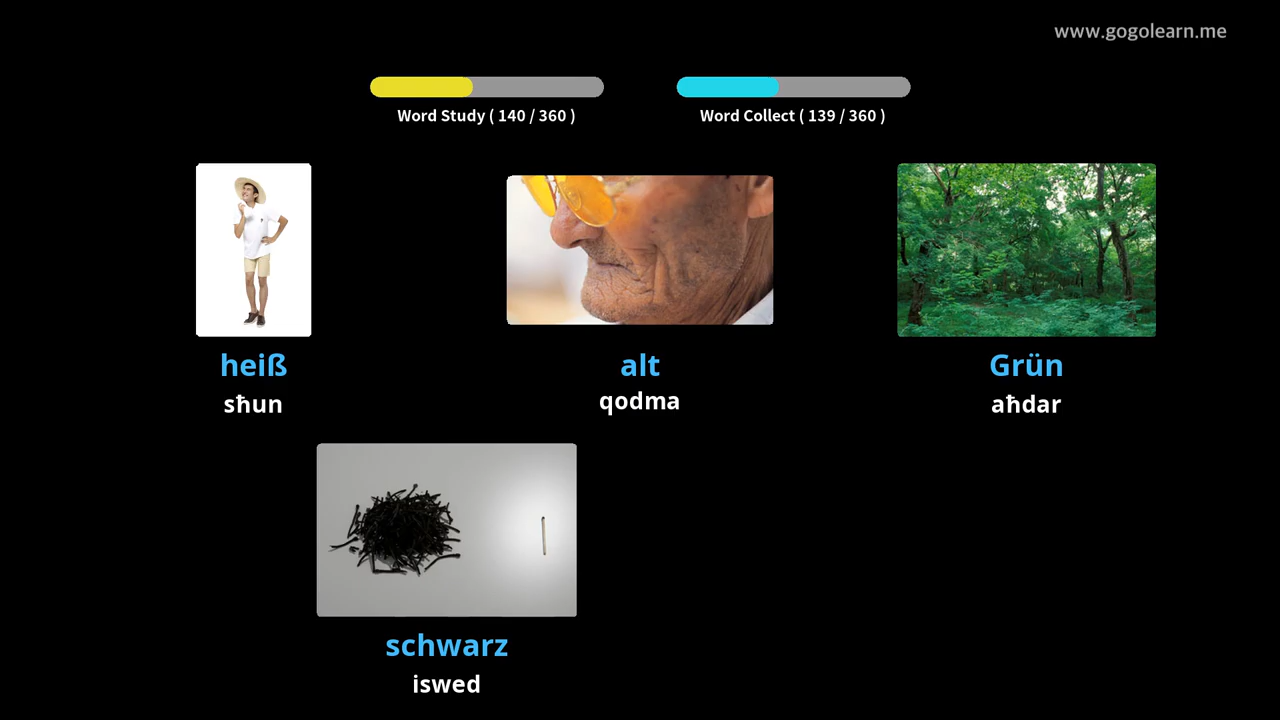 www.gogolearn.me
Word Study ( 140 / 360 )
Word Collect ( 139 / 360 )
heiß
sħun
alt
qodma
Grün
aħdar
schwarz
iswed